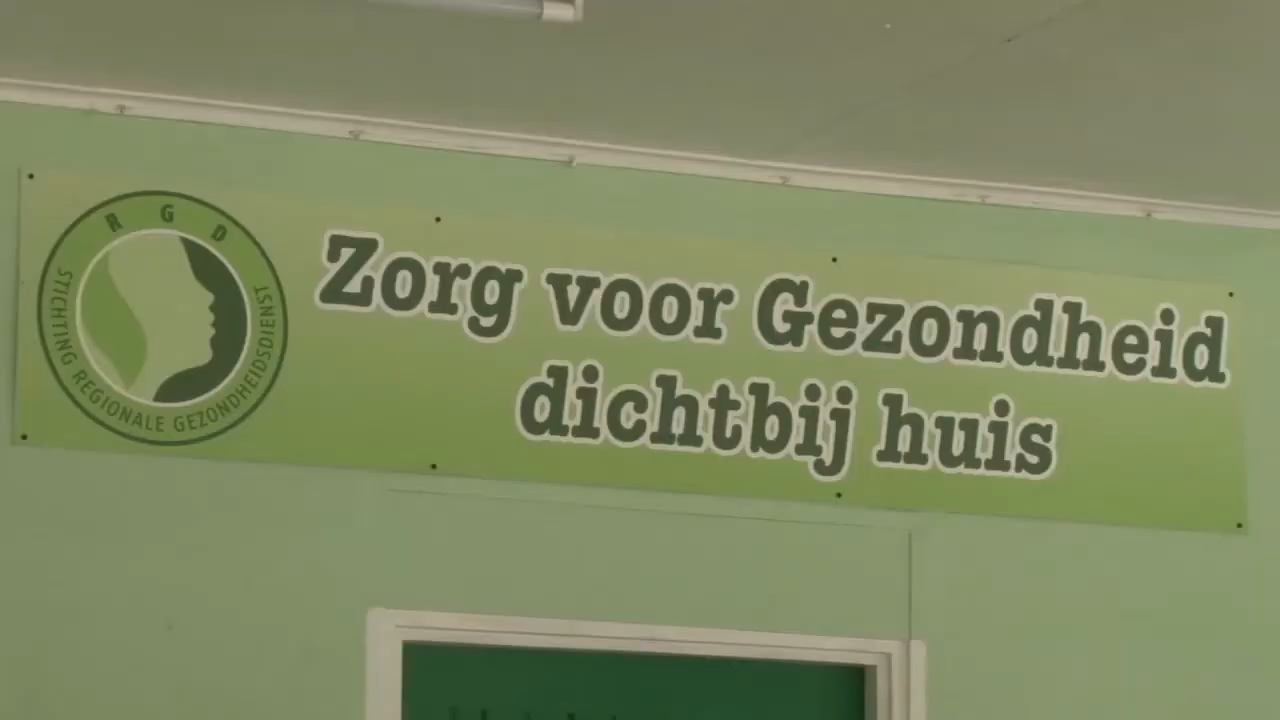 R G D
STICHTING REGIONALE GEZONDHEIDSDIENST
Zorg voor Gezondheid
dichtbij huis